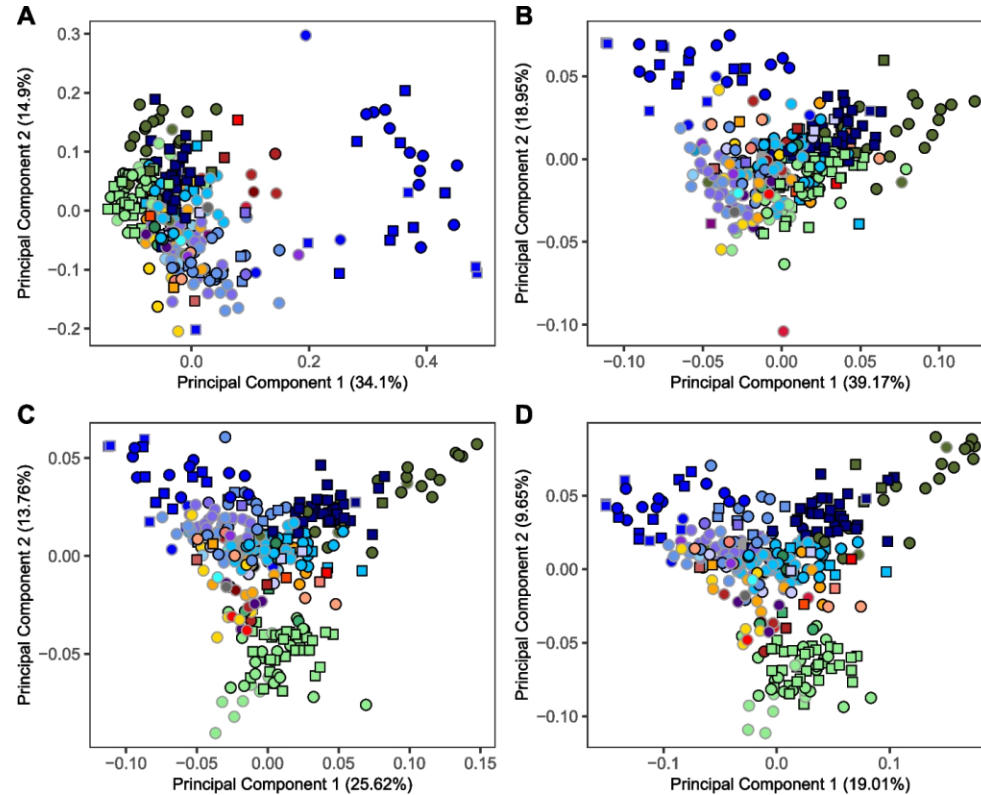 A
0.3
0.2
0.1
0.0
−0.1
−0.2
0.0
0.2
0.4
Principal Component 2 (14.9%)
Principal Component 1 (34.1%)
B
0.05
0.00
−0.05
−0.10
−0.10
−0.05
0.00
0.05
0.10
Principal Component 2 (18.95%)
Principal Component 1 (39.17%)
C
0.05
0.00
−0.05
−0.10
−0.05
0.00
0.05
0.10
0.15
Principal Component 2 (13.76%)
Principal Component 1 (25.62%)
D
0.05
0.00
−0.05
−0.10
−0.1
0.0
0.1
Principal Component 2 (9.65%)
Principal Component 1 (19.01%)